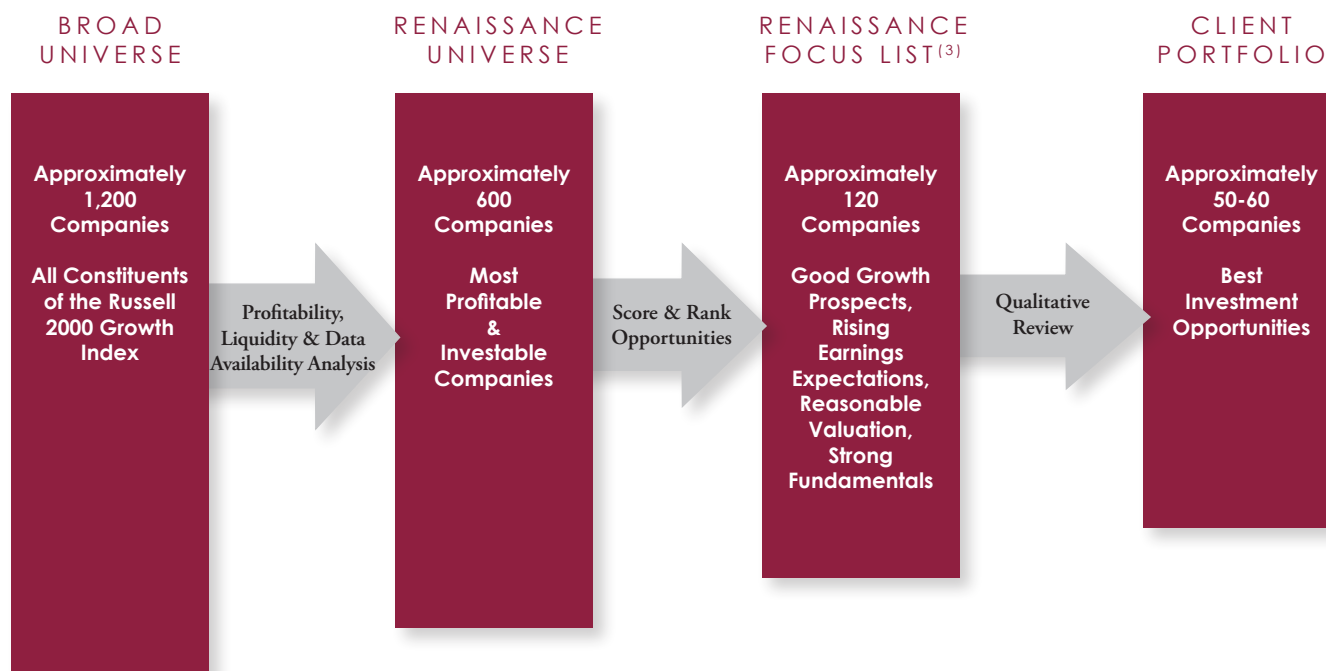 BROAD
UNIVERSE
Approximately
1,200
Companies
All Constituents
of the Russell
2000 Growth
Index
Profitability,
Liquidity & Data
Availability Analysis
RENAISSANCE
UNIVERSE
Approximately
600
Companies
Most
Profitable
&
Investable
Companies
Score & Rank
Opportunities
RENAISSANCE
FOCUS LIST(3)
Approximately
120
Companies
Good Growth
Prospects,
Rising
Earnings
Expectations,
Reasonable
Valuation,
Strong
Fundamentals
Qualitative
Review
CLIENT
PORTFOLIO
Approximately
50-60
Companies
Best
Investment
Opportunities